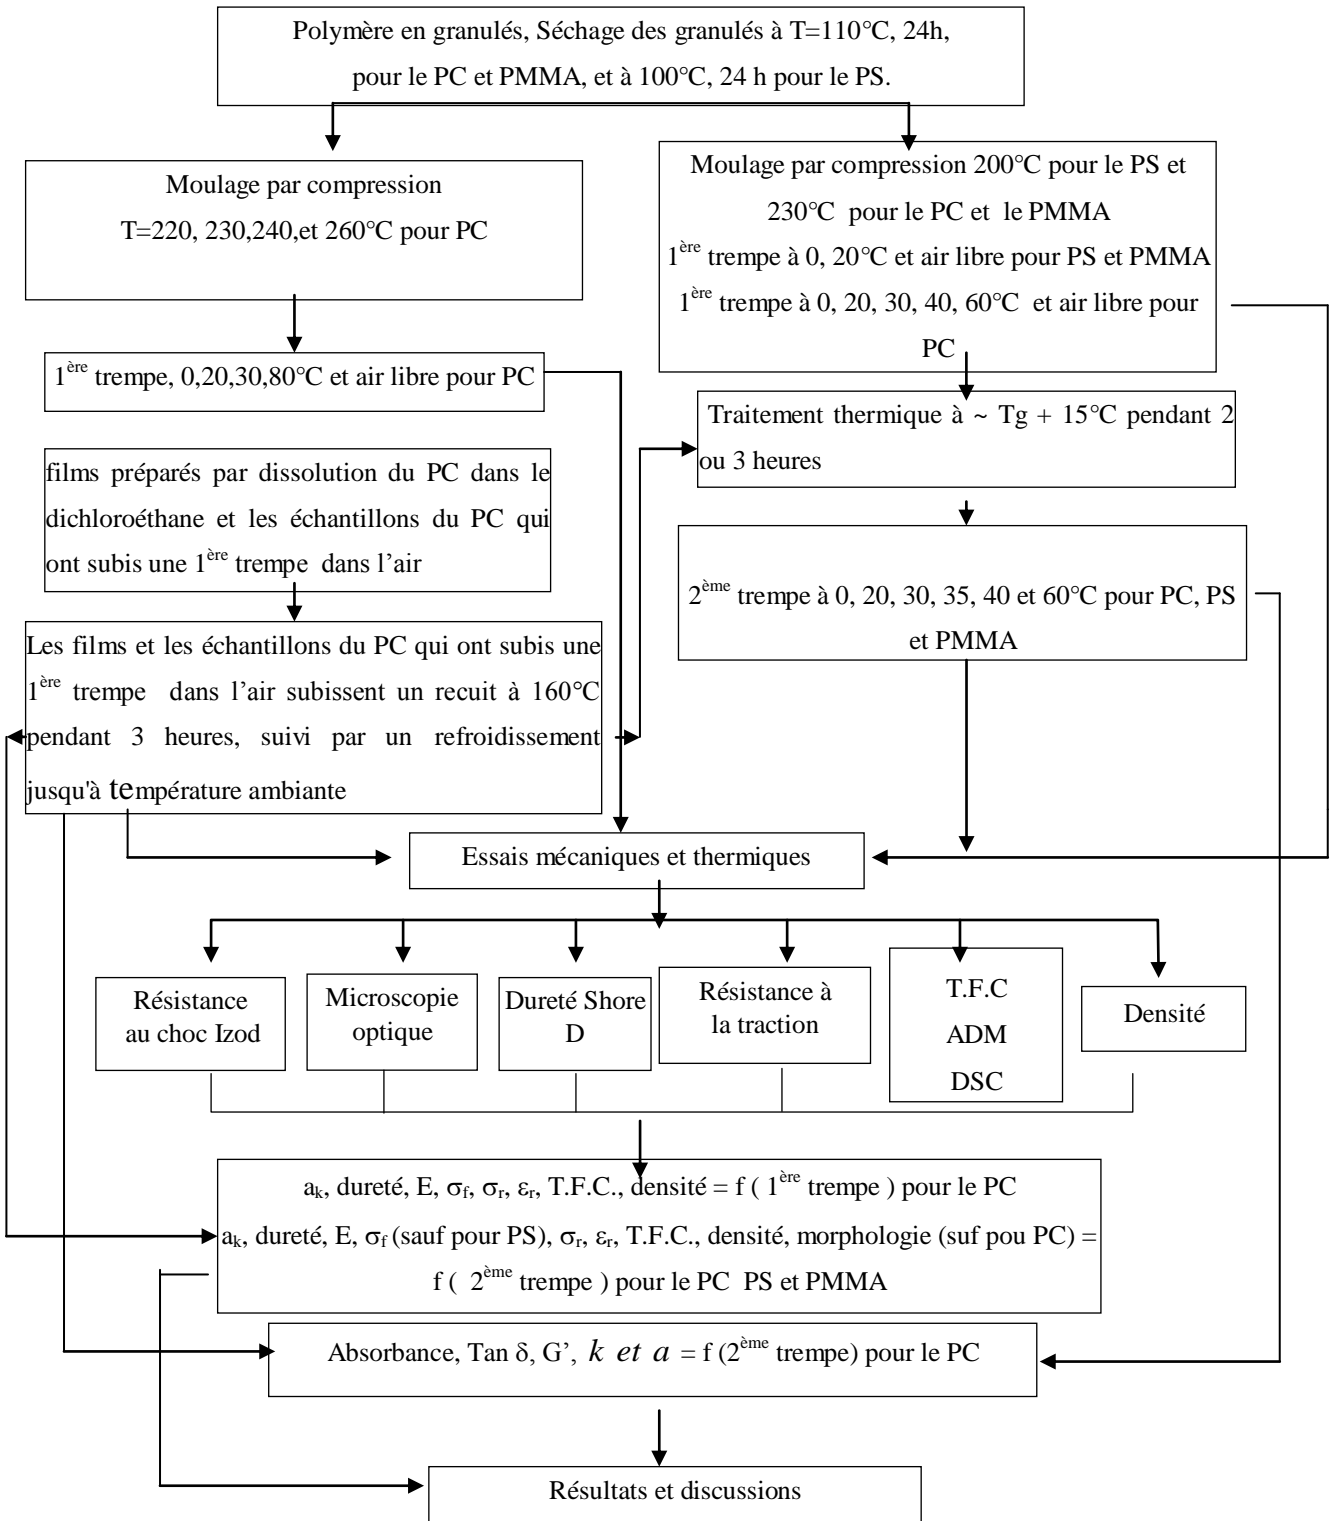 Polymère en granulés, Séchage des granulés à T=110°C, 24h,
pour le PC et PMMA, et à 100°C, 24 h pour le PS.
Moulage par compression
T=220, 230,240,et 260°C pour PC
Moulage par compression 200°C pour le PS et
230°C pour le PC et le PMMA
1ère trempe à 0, 20°C et air libre pour PS et PMMA
1ère trempe à 0, 20, 30, 40, 60°C et air libre pour
PC
1ère trempe, 0,20,30,80°C et air libre pour PC
Traitement thermique à ~ Tg + 15°C pendant 2
ou 3 heures
films préparés par dissolution du PC dans le
dichloroéthane et les échantillons du PC qui
ont subis une 1ère trempe dans l'air
2ème trempe à 0, 20, 30, 35, 40 et 60°C pour PC, PS
et PMMA
Les films et les échantillons du PC qui ont subis une
1ère trempe dans l'air subissent un recuit à 160°C
pendant 3 heures, suivi par un refroidissement
jusqu'à température ambiante
Essais mécaniques et thermiques
Résistance
au choc Izod
Microscopie
optique
Dureté Shore
D
Résistance à
la traction
T.F.C
ADM
DSC
Densité
ak, dureté, E, σf, σr, εr, T.F.C., densité = f ( 1ère trempe ) pour le PC
ak, dureté, E, σf (sauf pour PS), σr, εr, T.F.C., densité, morphologie (suf pou PC) =
f ( 2ème trempe ) pour le PC PS et PMMA
Absorbance, Tan δ, G', k et a = f (2ème trempe) pour le PC
Résultats et discussions